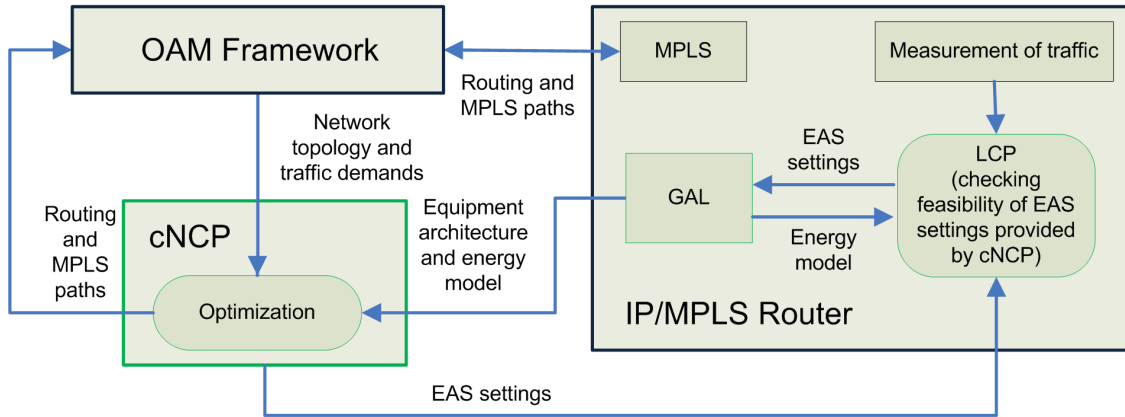 OAM Framework
Routing and
MPLS paths
MPLS
Measurement of traffic
Network
topology and
traffic demands
EAS
settings
LCP
(checking
feasibility of EAS
settings provided
by cNCP)
GAL
Energy
model
Routing
and
MPLS
paths
cNCP
Optimization
Equipment
architecture
and energy
model
IP/MPLS Router
EAS settings